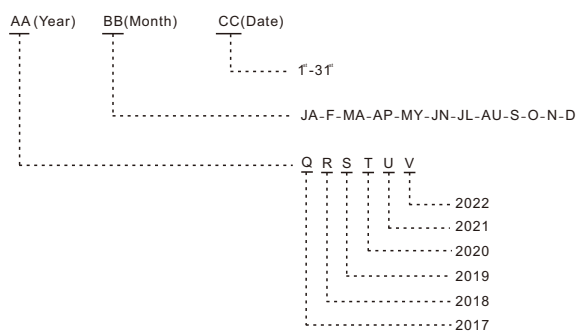 AA (Year) BB(Month) CC(Date)
1st-31st
JA-F-MA-AP-MY-JN-JL-AU-S-O-N-D
Q R S T U V
2022
2021
2020
2019
2018
2017